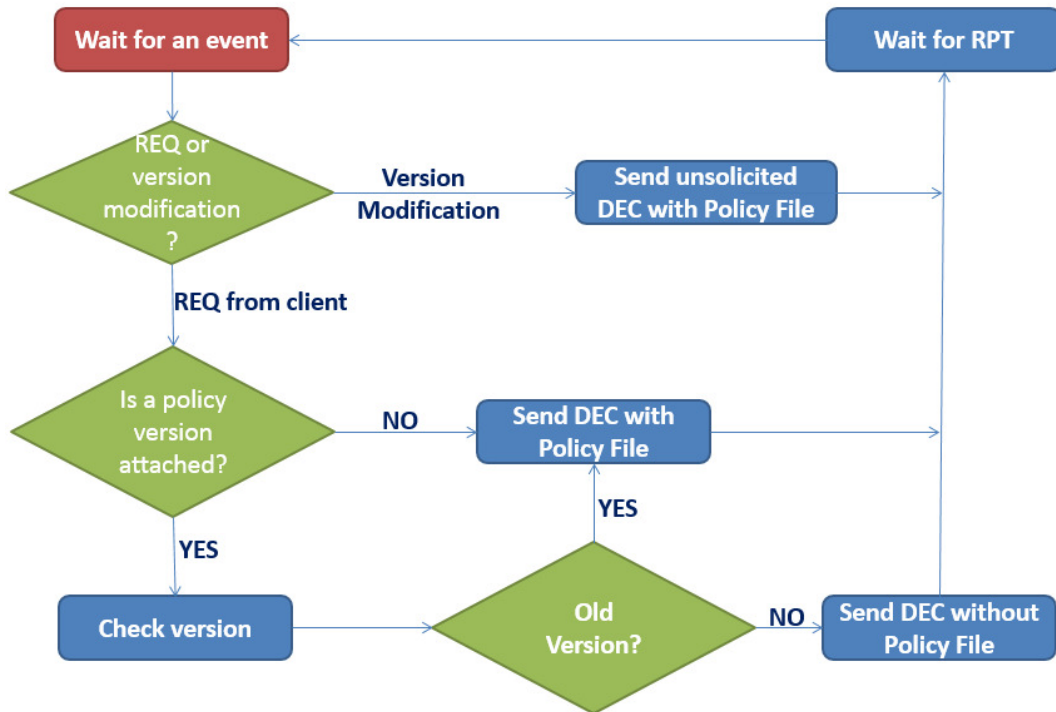 Wait for an event
Wait for RPT
REQ or
version
modification
?
Version
Modification
Send unsolicited
DEC with Policy File
REQ from client
Is a policy
version
attached?
NO
Send DEC with
Policy File
YES
YES
Check version
Old
Version?
NO
Send DEC without
Policy File